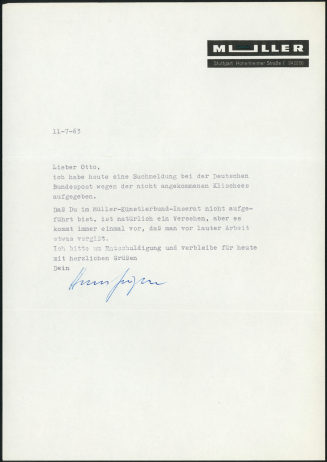 MÜLLER
Stuttgart Hohenheimer Straße
11-7-63
Lieber Otto,
ich habe heute eine Suchmeldung bei der Deutschen
Bundespost wegen der nicht angekommenen Klischees
aufgegeben.
Daß Du im Müller-Künstlerbund-Inserat nicht aufge-
führt bist, ist natürlich ein Versehen, aber es
kommt immer einmal vor, daß man vor lauter Arbeit
etwas vergißt.
Ich bitte um Entschuldigung und verbleibe für heute
mit herzlichen Grüßen
Dein